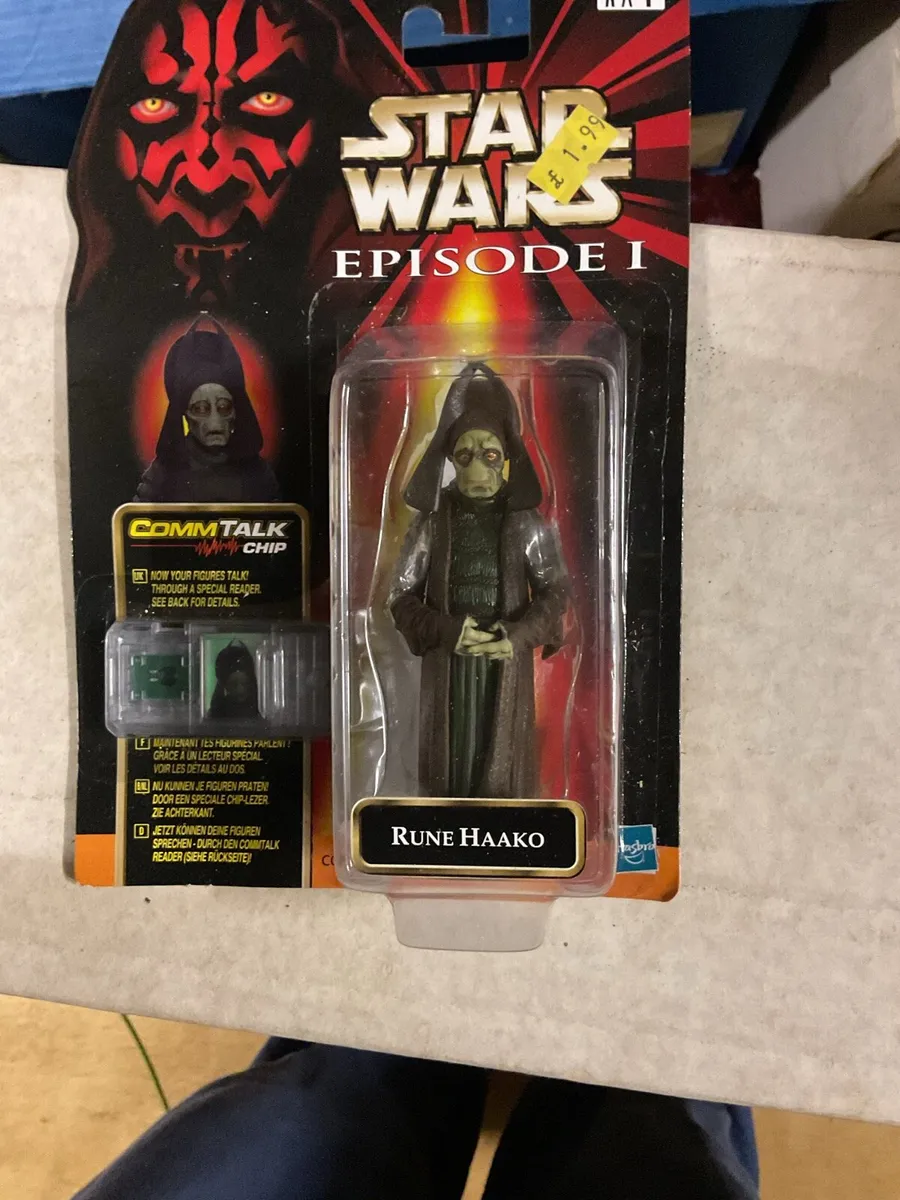 STAR
WARS
£ 1.99
EPISODE I
COMMTALK
CHIP
UK NOW YOUR FIGURES TALK!
THROUGH A SPECIAL READER.
SEE BACK FOR DETAILS.
F MAINTENANT TES FIGURINES PARLENT!
GRÂCE À UN LECTEUR SPÉCIAL.
VOIR LES DÉTAILS AU DOS.
B/NL NU KUNNEN JE FIGUREN PRATEN!
DOOR EEN SPECIALE CHIP-LEZER.
ZIE ACHTERKANT.
D JETZT KÖNNEN DEINE FIGUREN
SPRECHEN - DURCH DEN COMMTALK
READER (SIEHE RÜCKSEITE)!
RUNE HAAKO
Hasbro